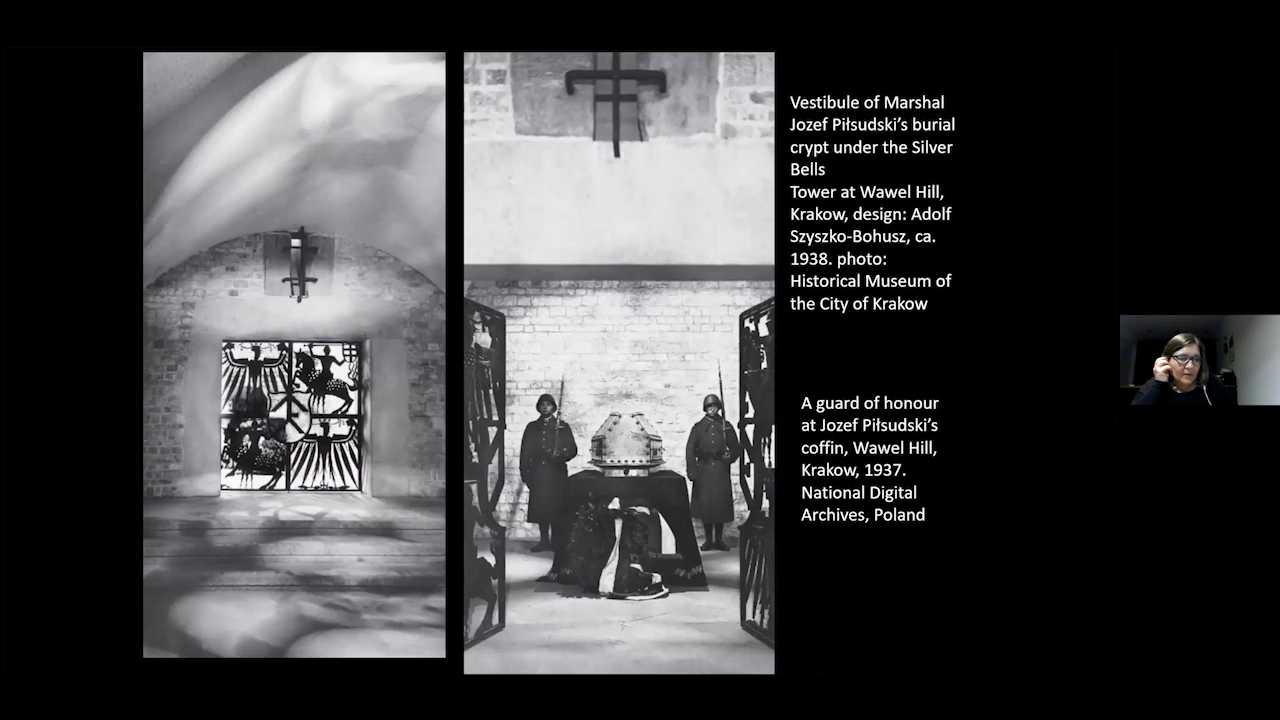 Vestibule of Marshal
Jozef Piłsudski’s burial
crypt under the Silver
Bells
Tower at Wawel Hill,
Krakow, design: Adolf
Szyszko-Bohusz, ca.
1938. photo:
Historical Museum of
the City of Krakow
A guard of honour
at Jozef Piłsudski’s
coffin, Wawel Hill,
Krakow, 1937.
National Digital
Archives, Poland